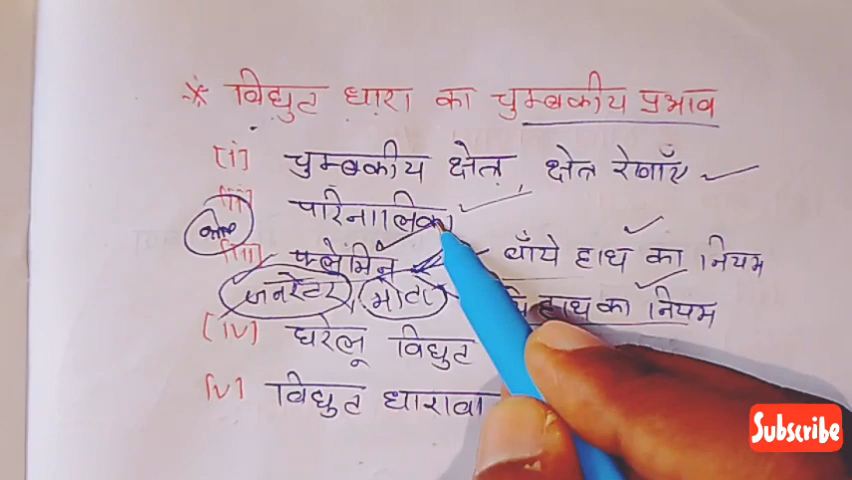 * विद्युत धारा का चुम्बकीय प्रभाव
(i) चुम्बकीय क्षेत्र, क्षेत्र रेखाएँ
(ii) परिनालिका
(iii) फ्लेमिंन बाँये हाथ का नियम
जनरेटर, मोटर हाथ का नियम
(iv) घरेलू विद्युत
(v) विद्युत धारावा
Subscribe